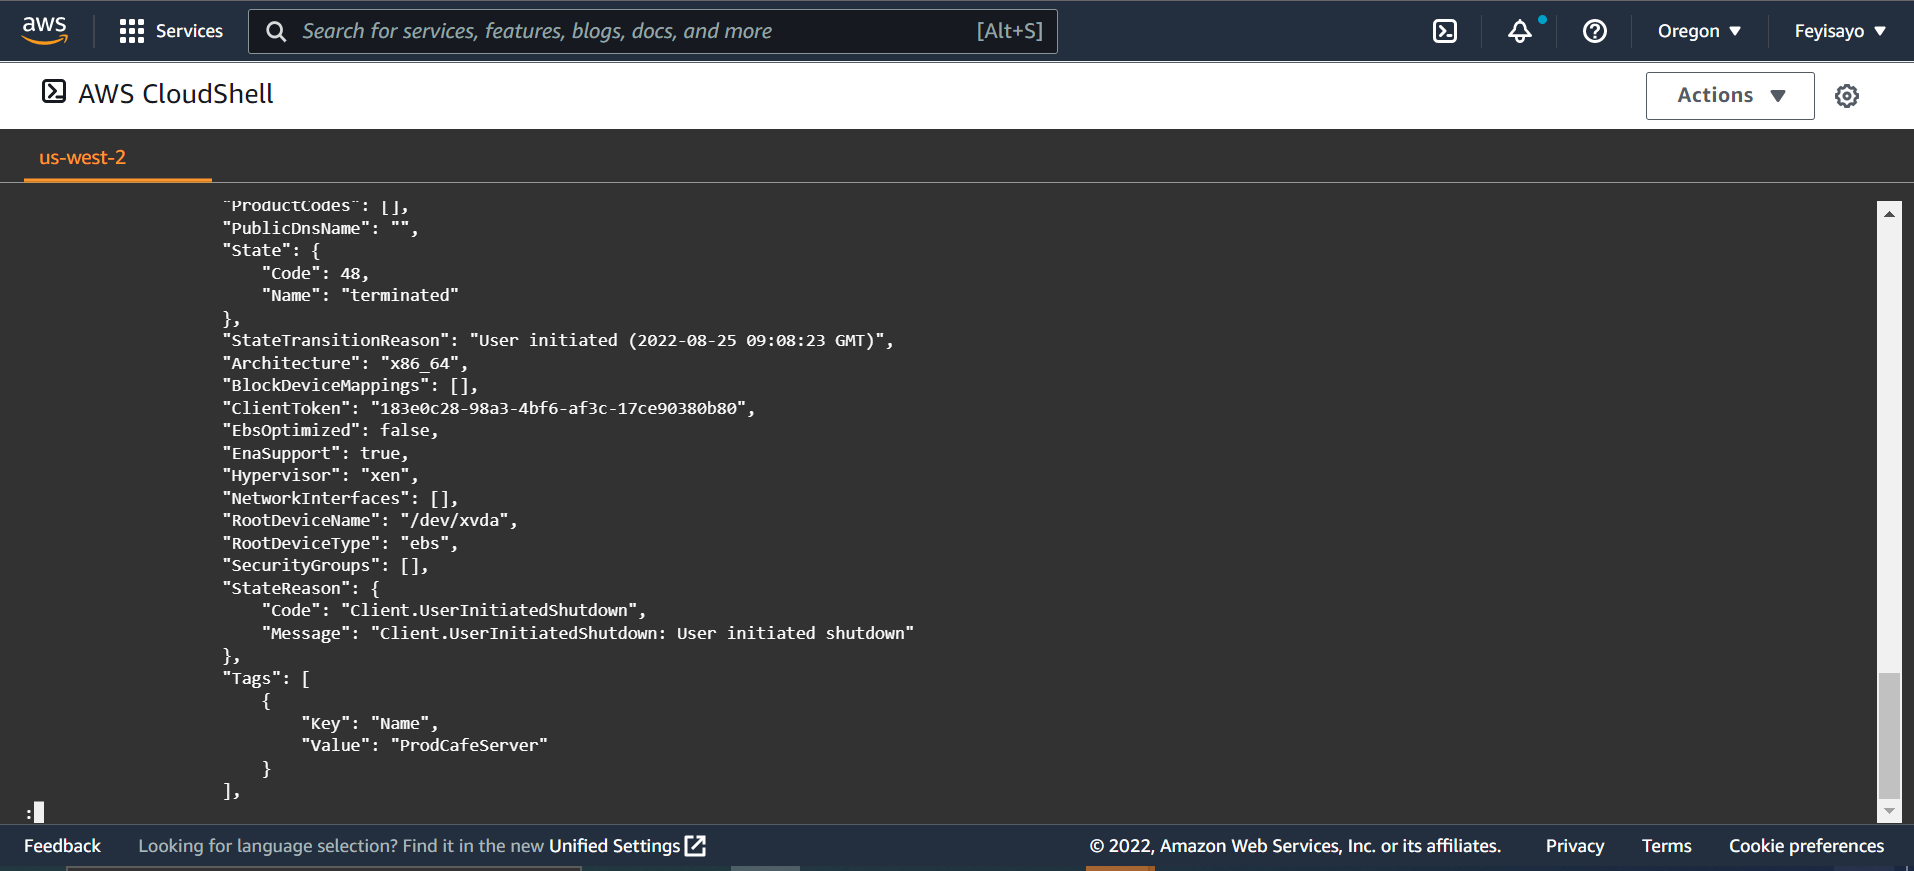 aws
Services
Search for services, features, blogs, docs, and more
[Alt+S]
Oregon ▼
Feyisayo ▼
AWS CloudShell
Actions ▼
us-west-2
"ProductCodes": [],
"PublicDnsName": "",
"State": {
"Code": 48,
"Name": "terminated"
},
"StateTransitionReason": "User initiated (2022-08-25 09:08:23 GMT)",
"Architecture": "x86_64",
"BlockDeviceMappings": [],
"ClientToken": "183e0c28-98a3-4bf6-af3c-17ce90380b80",
"EbsOptimized": false,
"EnaSupport": true,
"Hypervisor": "xen",
"NetworkInterfaces": [],
"RootDeviceName": "/dev/xvda",
"RootDeviceType": "ebs",
"SecurityGroups": [],
"StateReason": {
"Code": "Client.UserInitiatedShutdown",
"Message": "Client.UserInitiatedShutdown: User initiated shutdown"
},
"Tags": [
{
"Key": "Name",
"Value": "ProdCafeServer"
}
],
:
Feedback
Looking for language selection? Find it in the new Unified Settings
© 2022, Amazon Web Services, Inc. or its affiliates.
Privacy
Terms
Cookie preferences